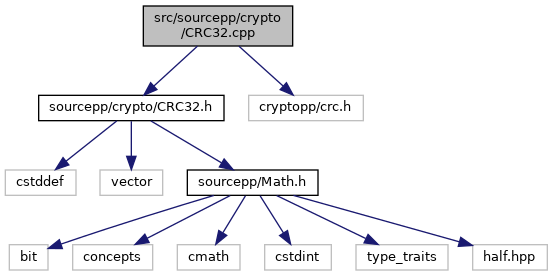 src/sourcepp/crypto
/CRC32.cpp
sourcepp/crypto/CRC32.h
cryptopp/crc.h
cstddef
vector
sourcepp/Math.h
bit
concepts
cmath
cstdint
type_traits
half.hpp